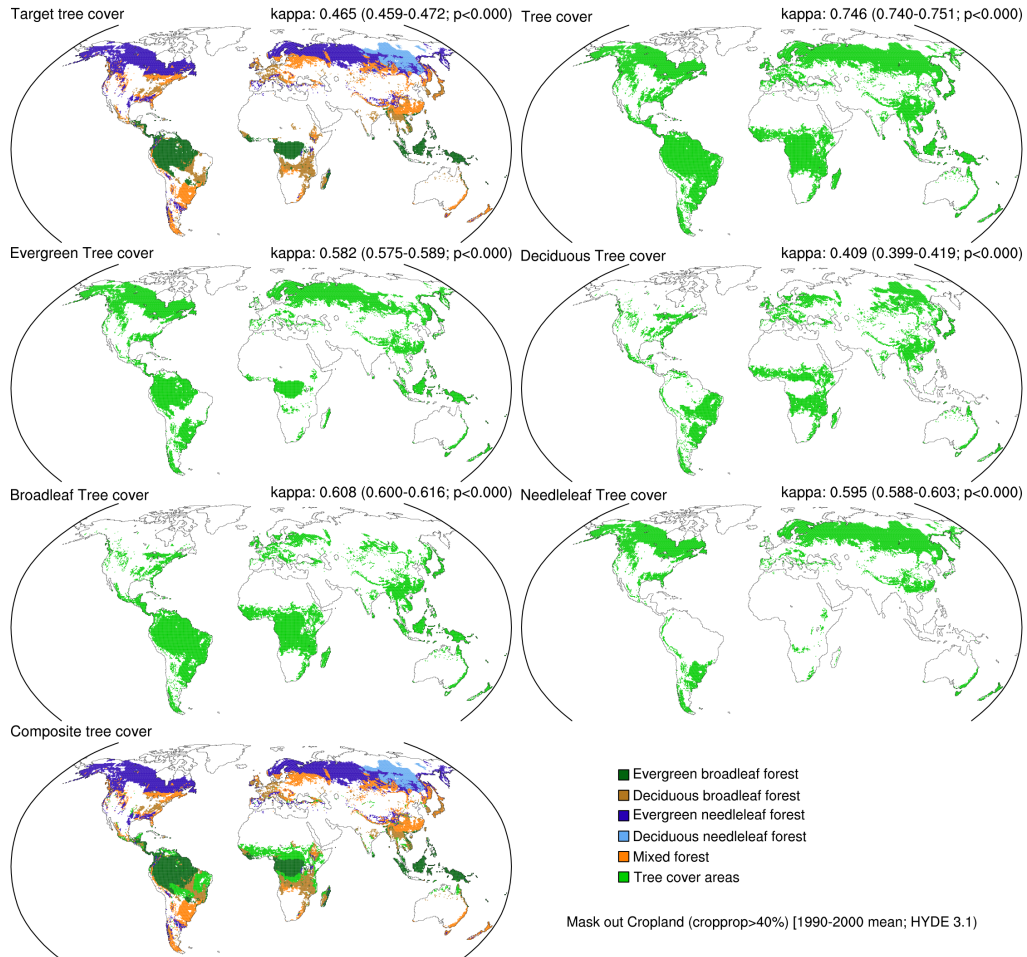 Target tree cover
kappa: 0.465 (0.459-0.472; p<0.000)
Tree cover
kappa: 0.746 (0.740-0.751; p<0.000)
Evergreen Tree cover
kappa: 0.582 (0.575-0.589; p<0.000)
Deciduous Tree cover
kappa: 0.409 (0.399-0.419; p<0.000)
Broadleaf Tree cover
kappa: 0.608 (0.600-0.616; p<0.000)
Needleleaf Tree cover
kappa: 0.595 (0.588-0.603; p<0.000)
Composite tree cover
Evergreen broadleaf forest
Deciduous broadleaf forest
Evergreen needleleaf forest
Deciduous needleleaf forest
Mixed forest
Tree cover areas
Mask out Cropland (cropprop>40%) [1990-2000 mean; HYDE 3.1)